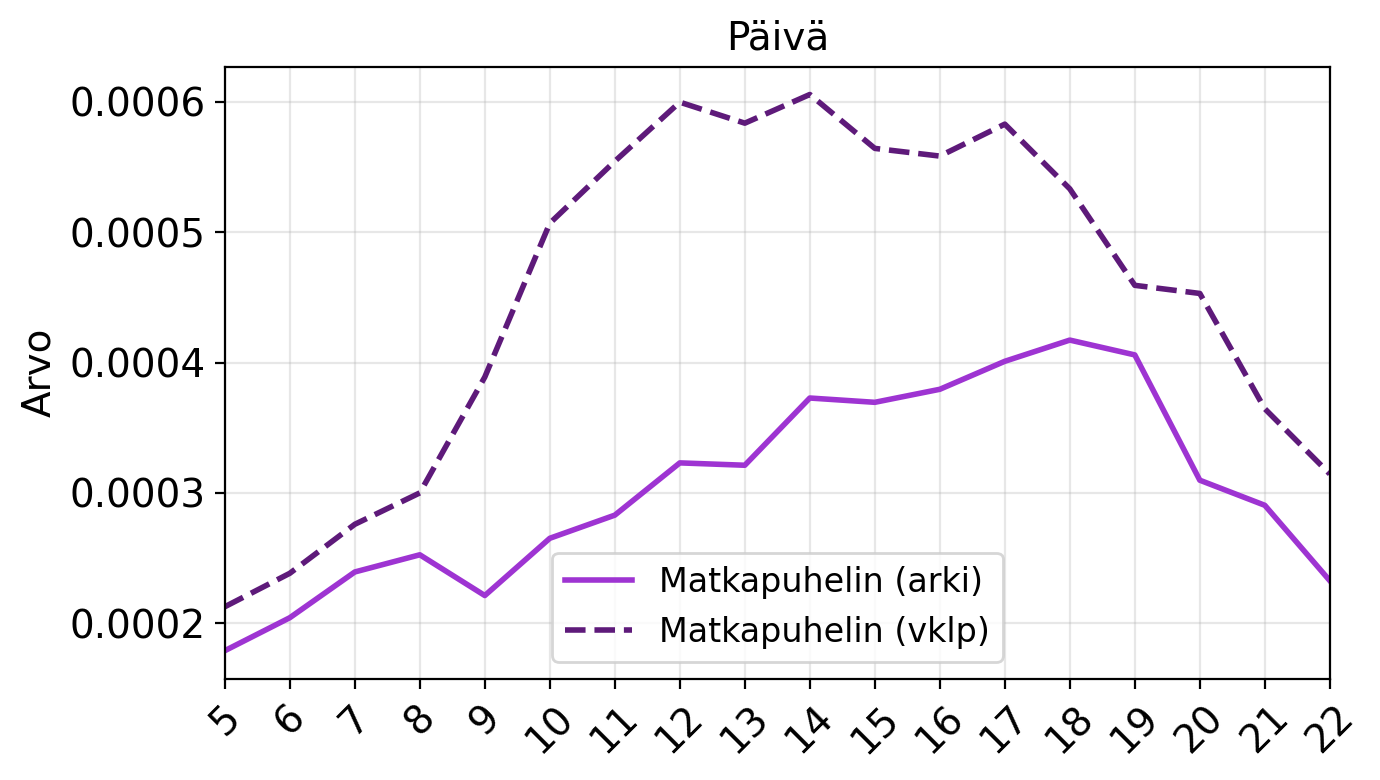 Päivä
Arvo
0.0006
0.0005
0.0004
0.0003
0.0002
Matkapuhelin (arki)
Matkapuhelin (vklp)
5 6 7 8 9 10 11 12 13 14 15 16 17 18 19 20 21 22